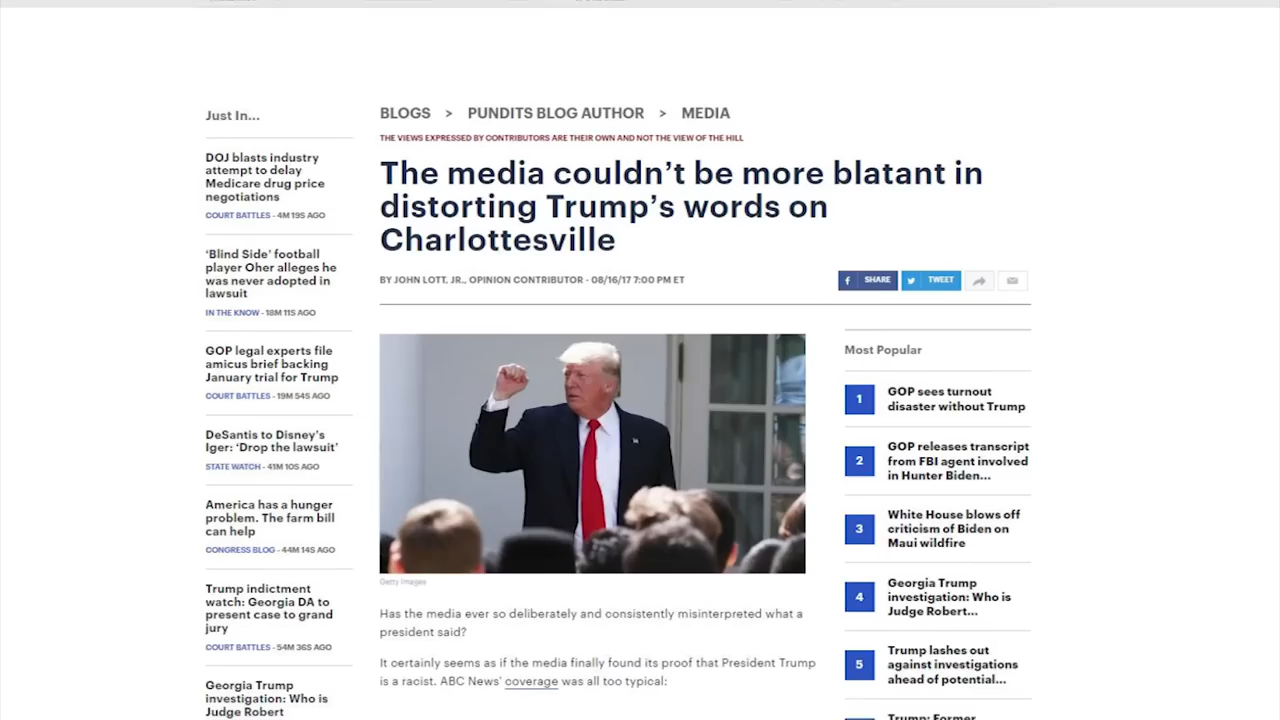 Just In...
DOJ blasts industry
attempt to delay
Medicare drug price
negotiations
COURT BATTLES - 4M 19S AGO
‘Blind Side’ football
player Oher alleges he
was never adopted in
lawsuit
IN THE KNOW - 18M 11S AGO
GOP legal experts file
amicus brief backing
January trial for Trump
COURT BATTLES - 19M 54S AGO
DeSantis to Disney’s
Iger: ‘Drop the lawsuit’
STATE WATCH - 41M 10S AGO
America has a hunger
problem. The farm bill
can help
CONGRESS BLOG - 44M 14S AGO
Trump indictment
watch: Georgia DA to
present case to grand
jury
COURT BATTLES - 54M 36S AGO
Georgia Trump
investigation: Who is
Judge Robert
BLOGS > PUNDITS BLOG AUTHOR > MEDIA
THE VIEWS EXPRESSED BY CONTRIBUTORS ARE THEIR OWN AND NOT THE VIEW OF THE HILL
The media couldn’t be more blatant in
distorting Trump’s words on
Charlottesville
BY JOHN LOTT, JR., OPINION CONTRIBUTOR - 08/16/17 7:00 PM ET
SHARE
TWEET
Getty Images
Has the media ever so deliberately and consistently misinterpreted what a
president said?
It certainly seems as if the media finally found its proof that President Trump
is a racist. ABC News’ coverage was all too typical:
Most Popular
1
GOP sees turnout
disaster without Trump
2
GOP releases transcript
from FBI agent involved
in Hunter Biden...
3
White House blows off
criticism of Biden on
Maui wildfire
4
Georgia Trump
investigation: Who is
Judge Robert...
5
Trump lashes out
against investigations
ahead of potential...
Trump: Former